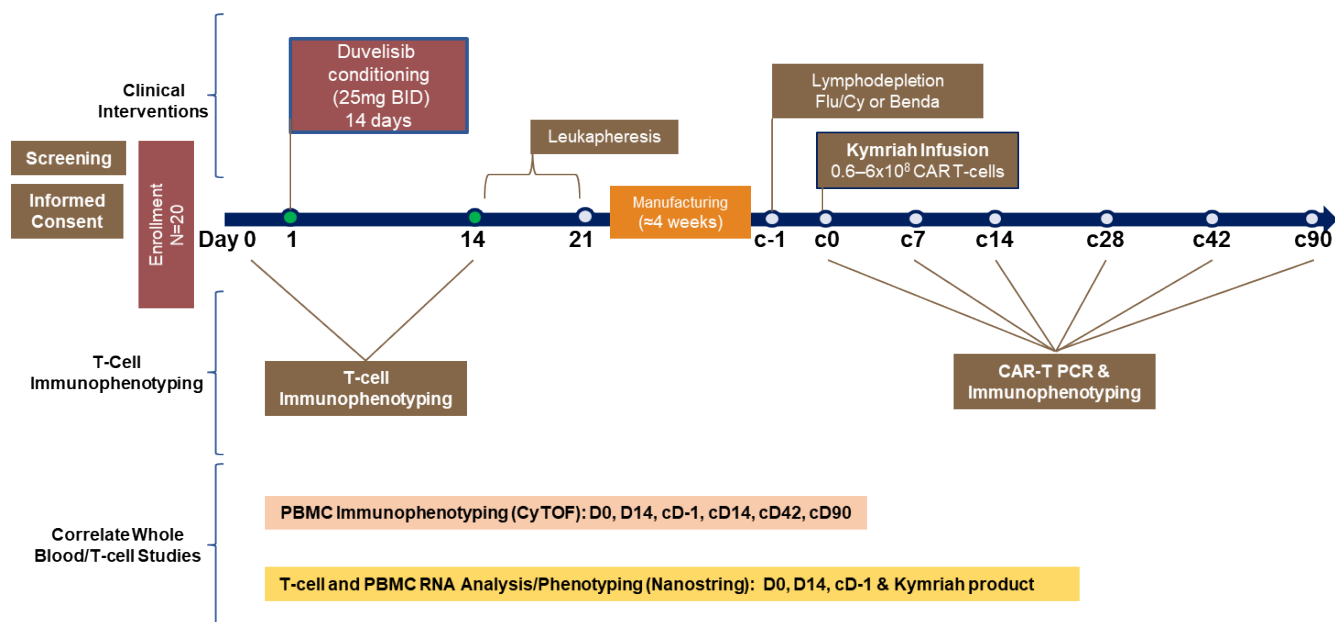 Clinical
Interventions
Duvelisib
conditioning
(25mg BID)
14 days
Lymphodepletion
Flu/Cy or Benda
Leukapheresis
Kymriah Infusion
0.6–6x10⁸ CAR T-cells
Screening
Informed
Consent
Enrollment
N=20
Manufacturing
(≈4 weeks)
Day 0 1 14 21 c-1 c0 c7 c14 c28 c42 c90
T-Cell
Immunophenotyping
T-cell
Immunophenotyping
CAR-T PCR &
Immunophenotyping
Correlate Whole
Blood/T-cell Studies
PBMC Immunophenotyping (CyTOF): D0, D14, cD-1, cD14, cD42, cD90
T-cell and PBMC RNA Analysis/Phenotyping (Nanostring): D0, D14, cD-1 & Kymriah product